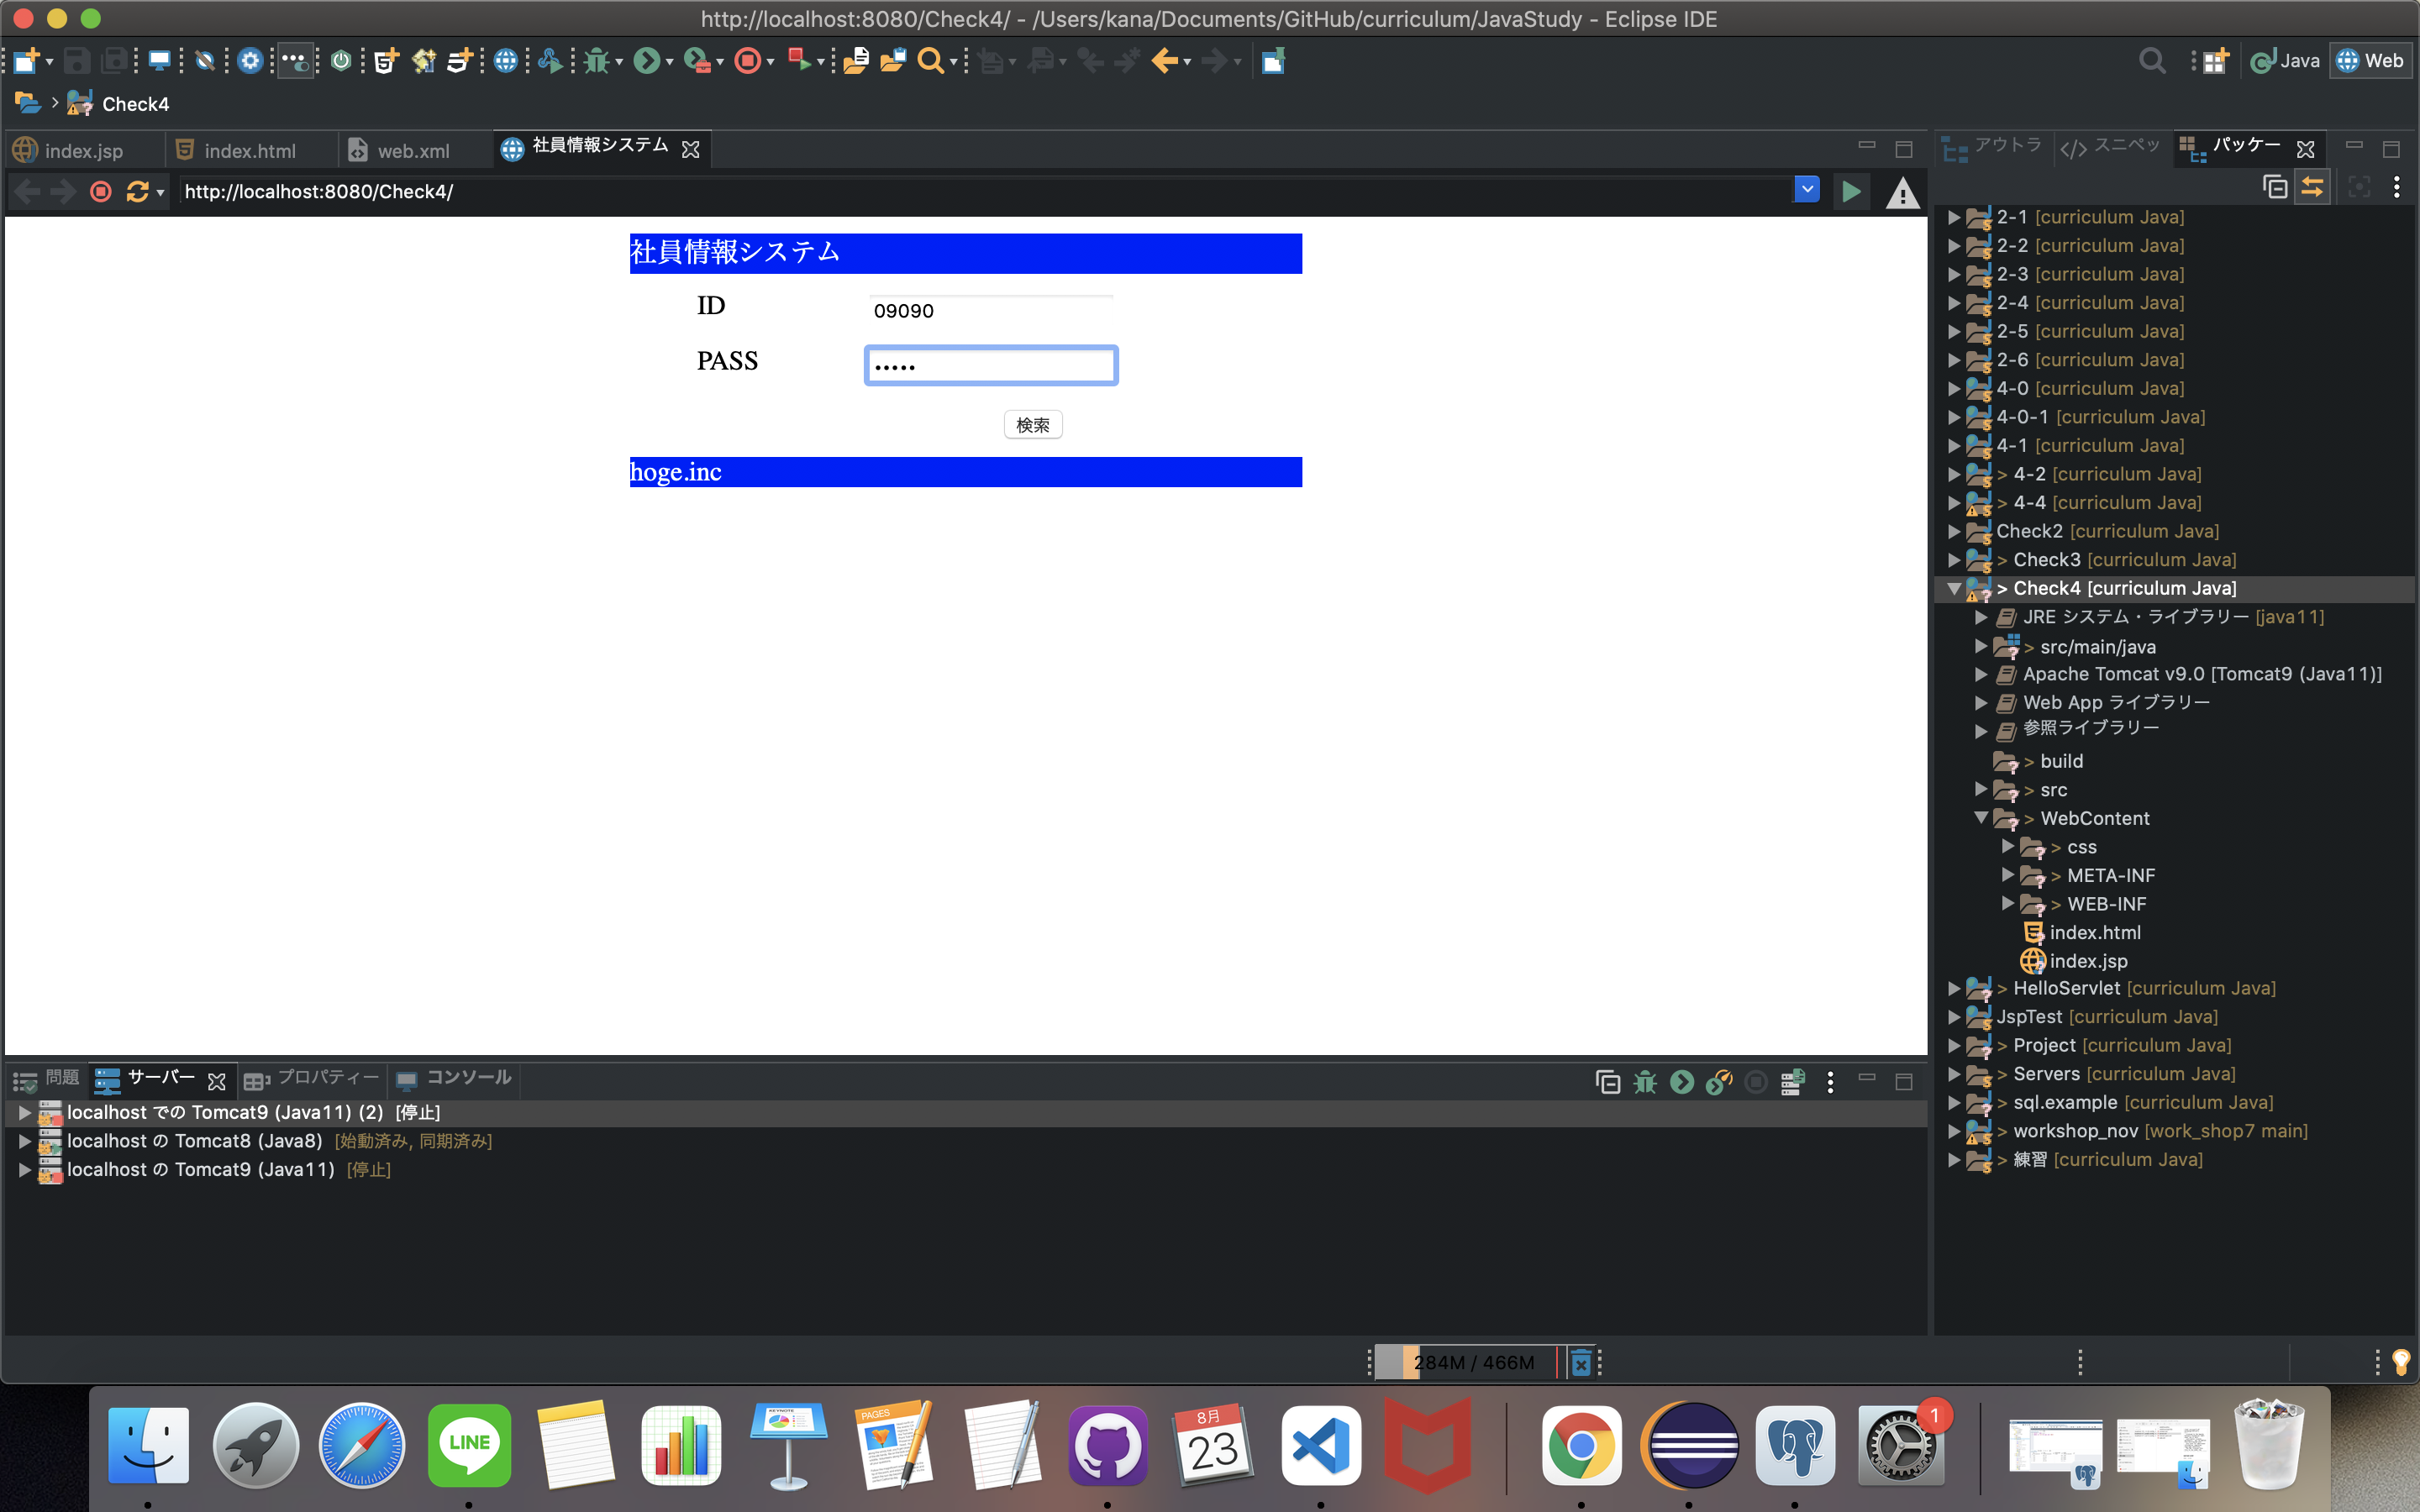 http://localhost:8080/Check4/ - /Users/kana/Documents/GitHub/curriculum/JavaStudy - Eclipse IDE
Java
Web
Check4
index.jsp
index.html
web.xml
社員情報システム
アウトラ
スニペッ
パッケー
http://localhost:8080/Check4/
社員情報システム
ID
09090
PASS
•••••
検索
hoge.inc
2-1 [curriculum Java]
2-2 [curriculum Java]
2-3 [curriculum Java]
2-4 [curriculum Java]
2-5 [curriculum Java]
2-6 [curriculum Java]
4-0 [curriculum Java]
4-0-1 [curriculum Java]
4-1 [curriculum Java]
> 4-2 [curriculum Java]
> 4-4 [curriculum Java]
Check2 [curriculum Java]
> Check3 [curriculum Java]
> Check4 [curriculum Java]
JRE システム・ライブラリー [java11]
> src/main/java
Apache Tomcat v9.0 [Tomcat9 (Java11)]
Web App ライブラリー
参照ライブラリー
> build
> src
> WebContent
> css
> META-INF
> WEB-INF
index.html
index.jsp
> HelloServlet [curriculum Java]
JspTest [curriculum Java]
> Project [curriculum Java]
> Servers [curriculum Java]
> sql.example [curriculum Java]
> workshop_nov [work_shop7 main]
> 練習 [curriculum Java]
問題
サーバー
プロパティー
コンソール
localhost での Tomcat9 (Java11) (2) [停止]
localhost の Tomcat8 (Java8) [始動済み, 同期済み]
localhost の Tomcat9 (Java11) [停止]
284M / 466M
LINE
KEYNOTE
PAGES
8月
23
1